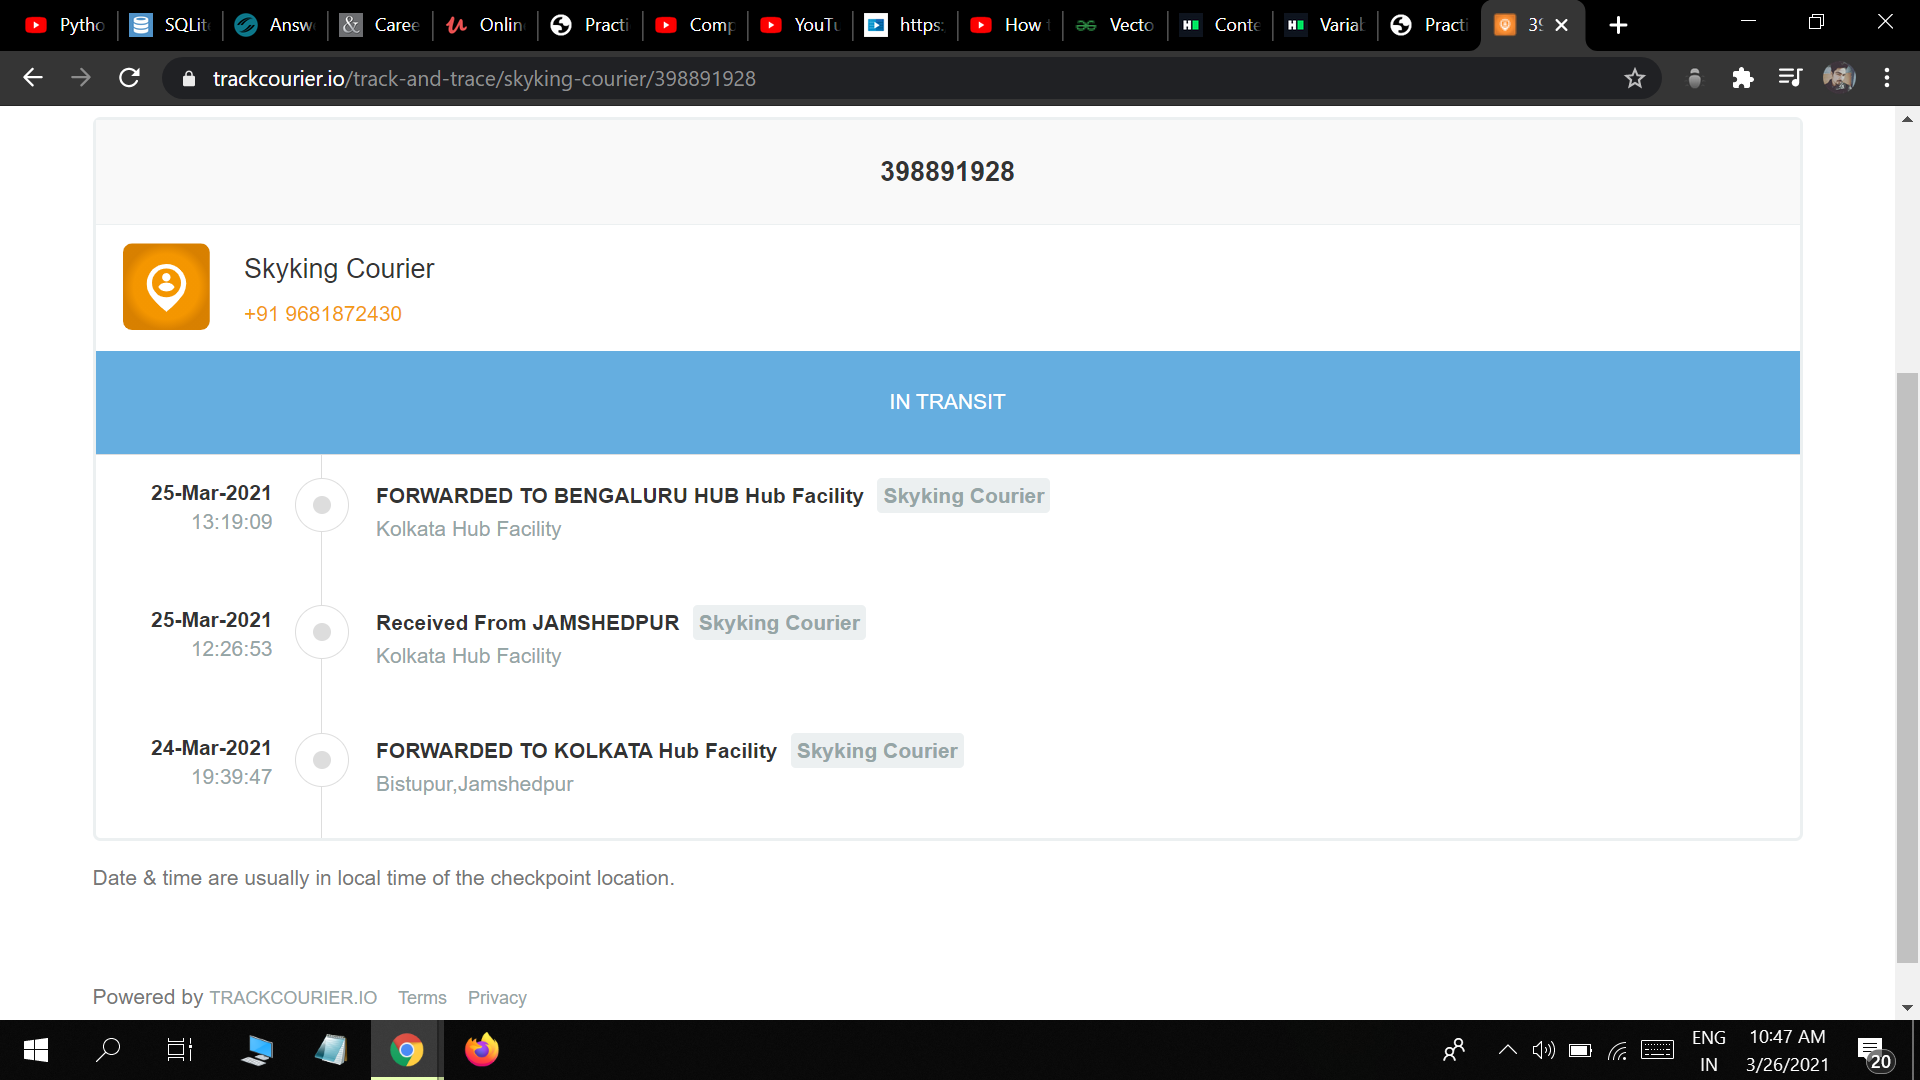 Pytho
SQLit
Answ
Caree
Onlin
Practi
Comp
YouTu
https:
How t
Vecto
Conte
Variab
Practi
39
trackcourier.io/track-and-trace/skyking-courier/398891928
398891928
Skyking Courier
+91 9681872430
IN TRANSIT
25-Mar-2021
13:19:09
FORWARDED TO BENGALURU HUB Hub Facility Skyking Courier
Kolkata Hub Facility
25-Mar-2021
12:26:53
Received From JAMSHEDPUR Skyking Courier
Kolkata Hub Facility
24-Mar-2021
19:39:47
FORWARDED TO KOLKATA Hub Facility Skyking Courier
Bistupur,Jamshedpur
Date & time are usually in local time of the checkpoint location.
Powered by TRACKCOURIER.IO Terms Privacy
ENG
IN
10:47 AM
3/26/2021
20